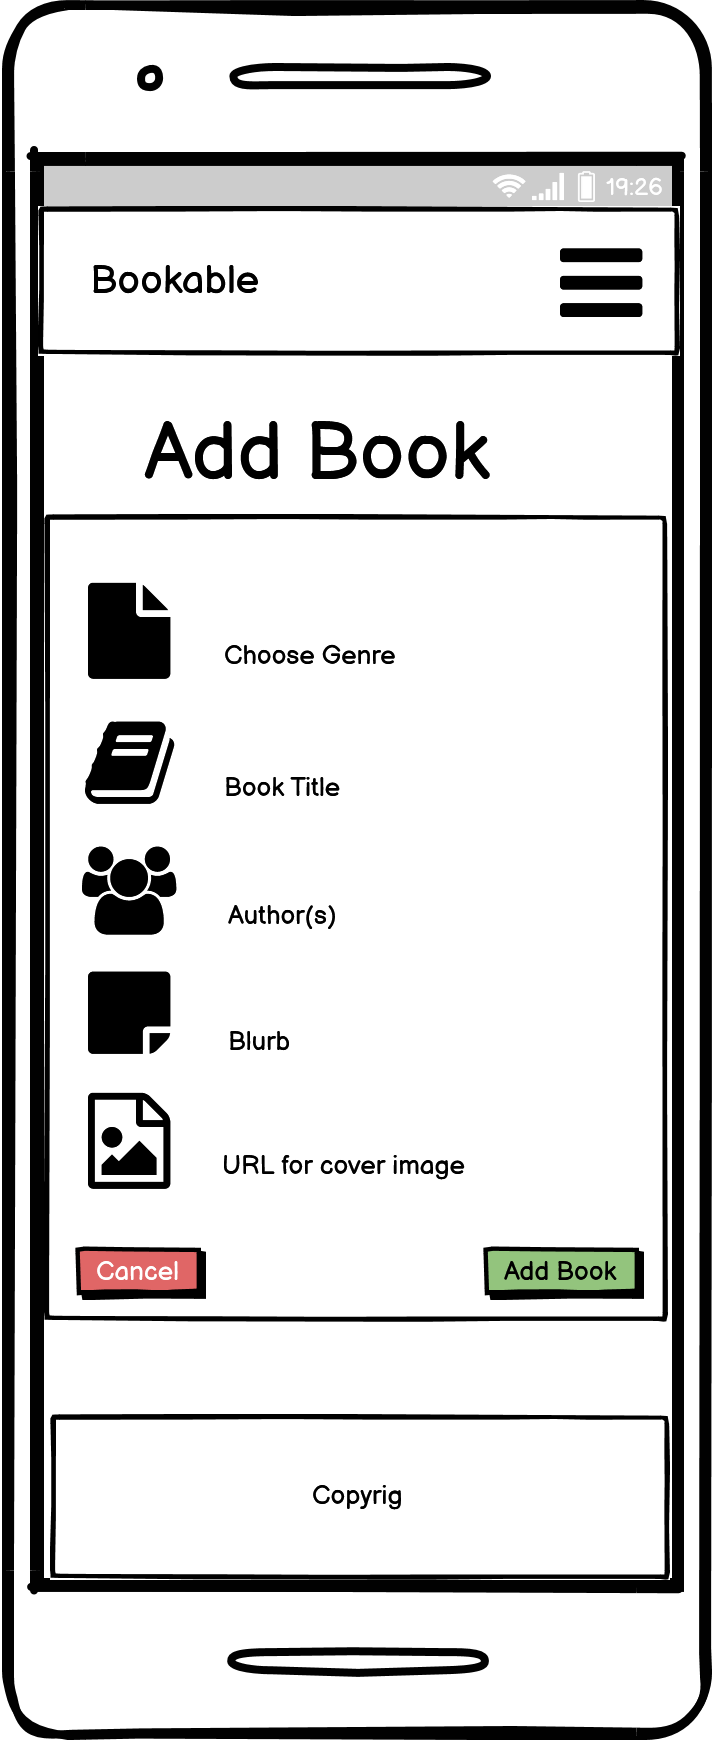 19:26
Bookable
Add Book
Choose Genre
Book Title
Author(s)
Blurb
URL for cover image
Cancel
Add Book
Copyrig